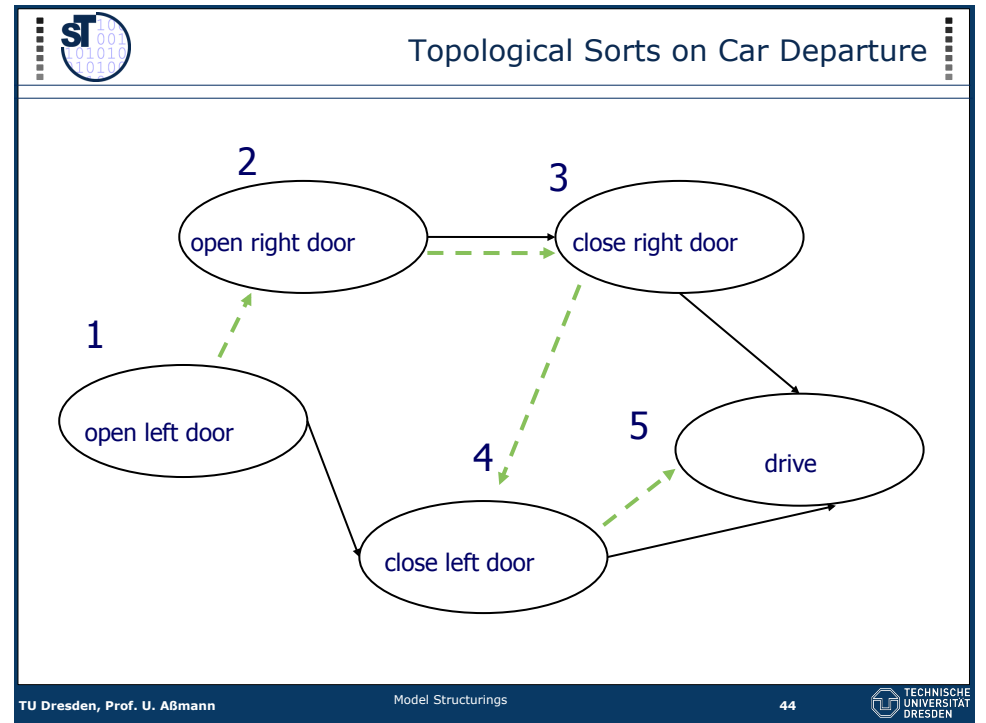 sT
Topological Sorts on Car Departure
2
3
open right door
close right door
1
open left door
5
4
drive
close left door
TU Dresden, Prof. U. Aßmann
Model Structurings
44
TECHNISCHE
UNIVERSITÄT
DRESDEN